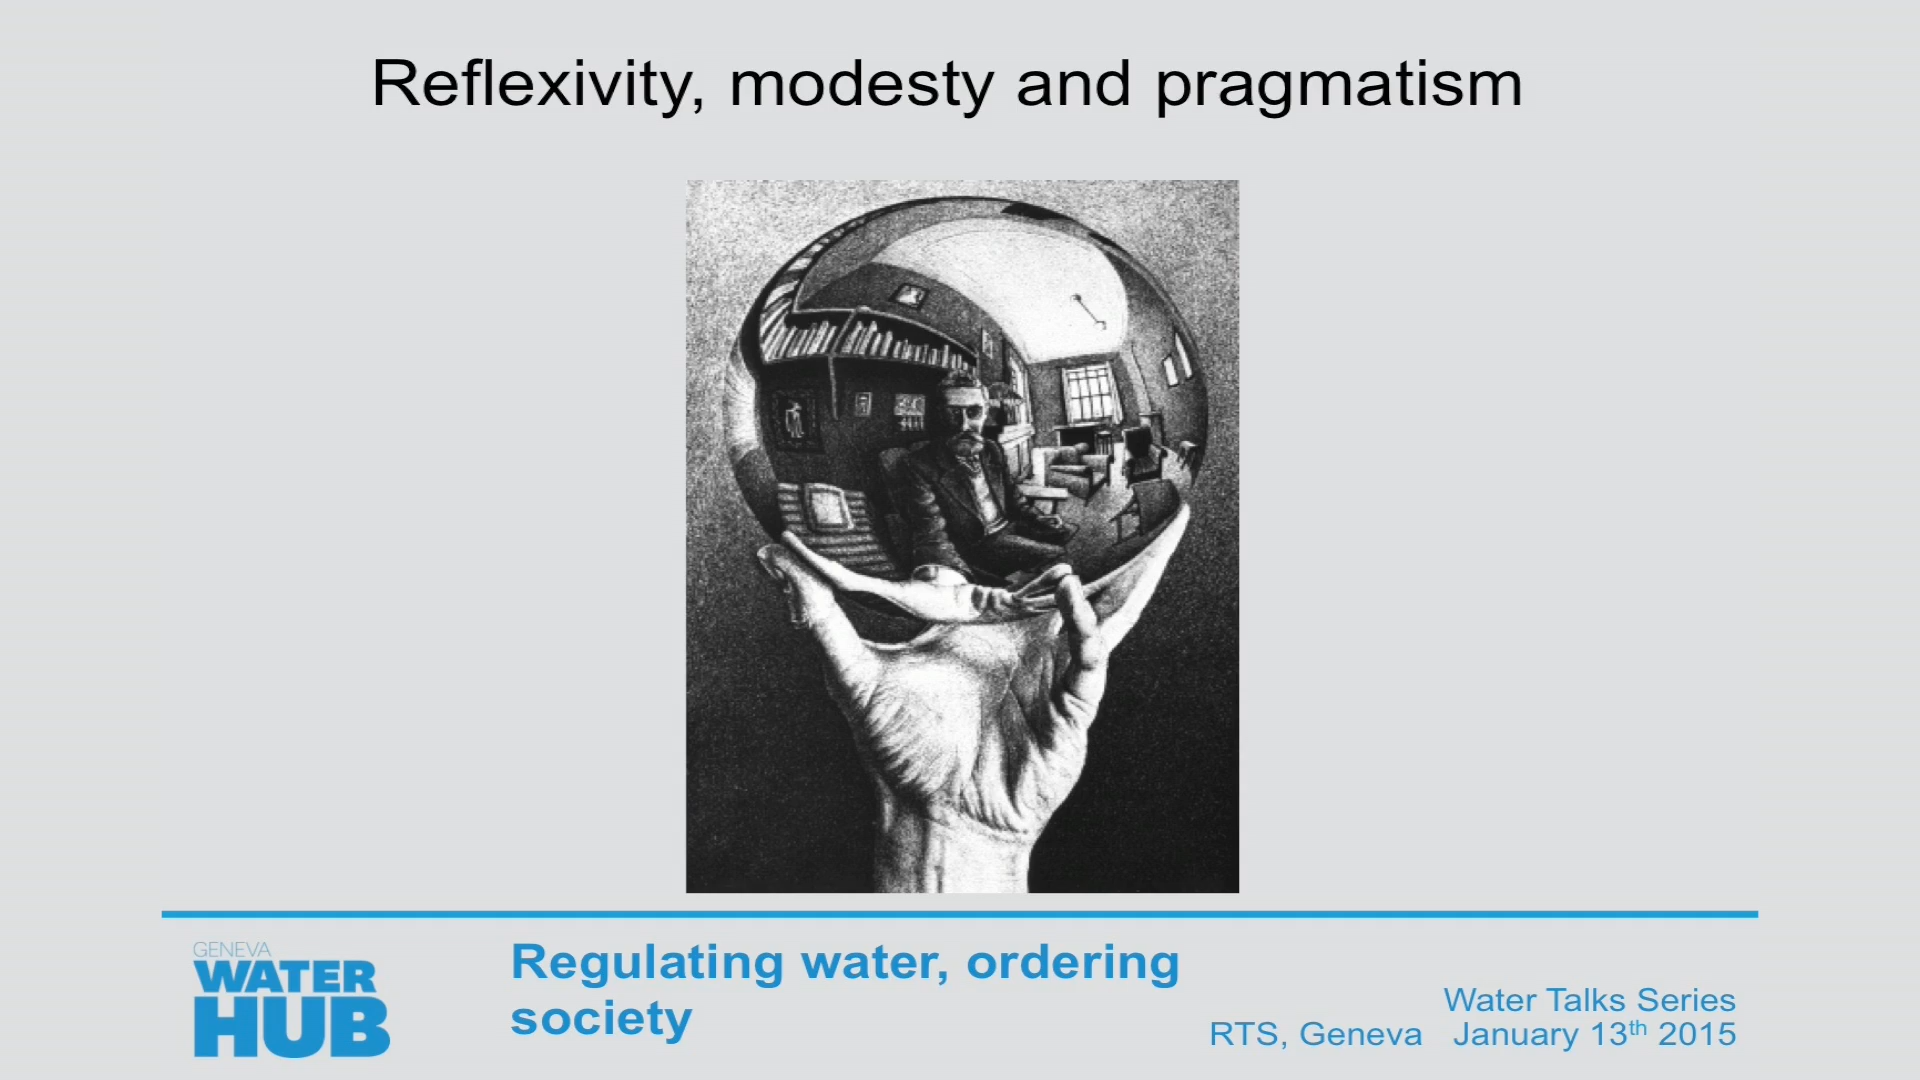 Reflexivity, modesty and pragmatism
GENEVA
WATER
HUB
Regulating water, ordering
society
Water Talks Series
RTS, Geneva January 13th 2015